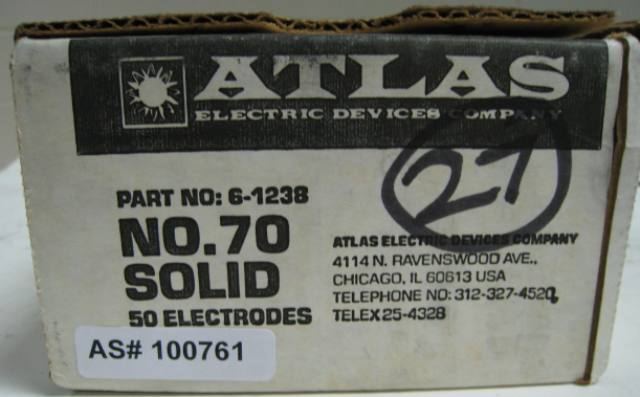 ATLAS
ELECTRIC DEVICES COMPANY
27
PART NO: 6-1238
NO.70
SOLID
50 ELECTRODES
ATLAS ELECTRIC DEVICES COMPANY
4114 N. RAVENSWOOD AVE.,
CHICAGO, IL 60613 USA
TELEPHONE NO: 312-327-4520
TELEX 25-4328
AS# 100761